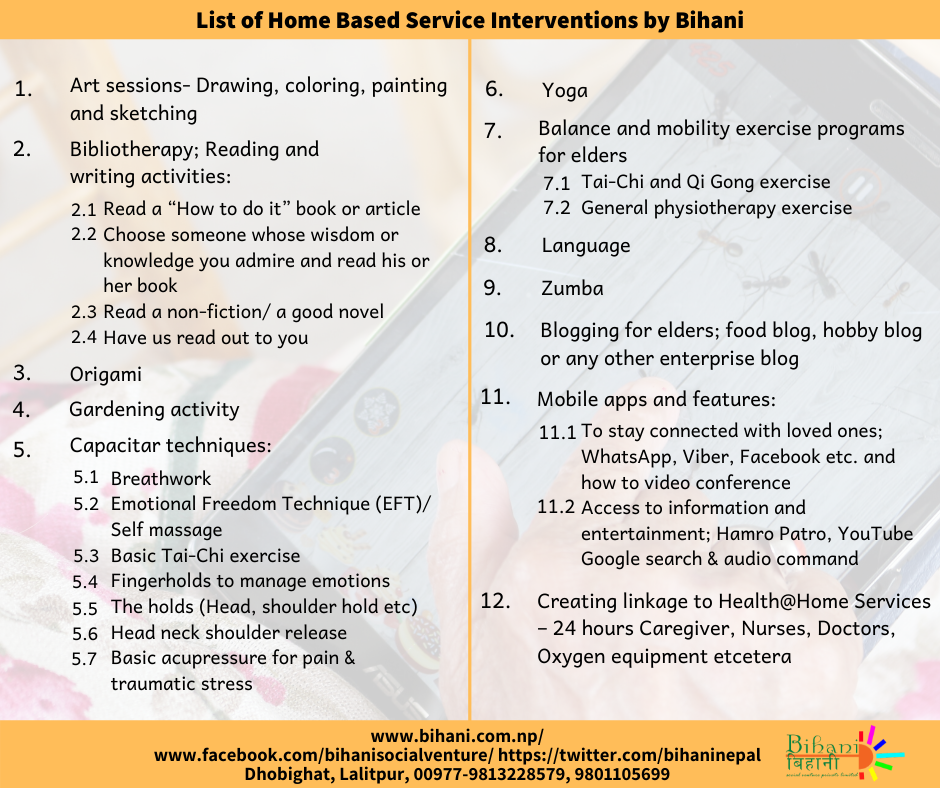 List of Home Based Service Interventions by Bihani
1. Art sessions- Drawing, coloring, painting
and sketching
2. Bibliotherapy; Reading and
writing activities:
2.1 Read a “How to do it” book or article
2.2 Choose someone whose wisdom or
knowledge you admire and read his or
her book
2.3 Read a non-fiction/ a good novel
2.4 Have us read out to you
3. Origami
4. Gardening activity
5. Capacitar techniques:
5.1 Breathwork
5.2 Emotional Freedom Technique (EFT)/
Self massage
5.3 Basic Tai-Chi exercise
5.4 Fingerholds to manage emotions
5.5 The holds (Head, shoulder hold etc)
5.6 Head neck shoulder release
5.7 Basic acupressure for pain &
traumatic stress
6. Yoga
7. Balance and mobility exercise programs
for elders
7.1 Tai-Chi and Qi Gong exercise
7.2 General physiotherapy exercise
8. Language
9. Zumba
10. Blogging for elders; food blog, hobby blog
or any other enterprise blog
11. Mobile apps and features:
11.1 To stay connected with loved ones;
WhatsApp, Viber, Facebook etc. and
how to video conference
11.2 Access to information and
entertainment; Hamro Patro, YouTube
Google search & audio command
12. Creating linkage to Health@Home Services
– 24 hours Caregiver, Nurses, Doctors,
Oxygen equipment etcetera
www.bihani.com.np/
www.facebook.com/bihanisocialventure/ https://twitter.com/bihaninepal
Dhobighat, Lalitpur, 00977-9813228579, 9801105699
Bihani
बिहानी
social venture private limited